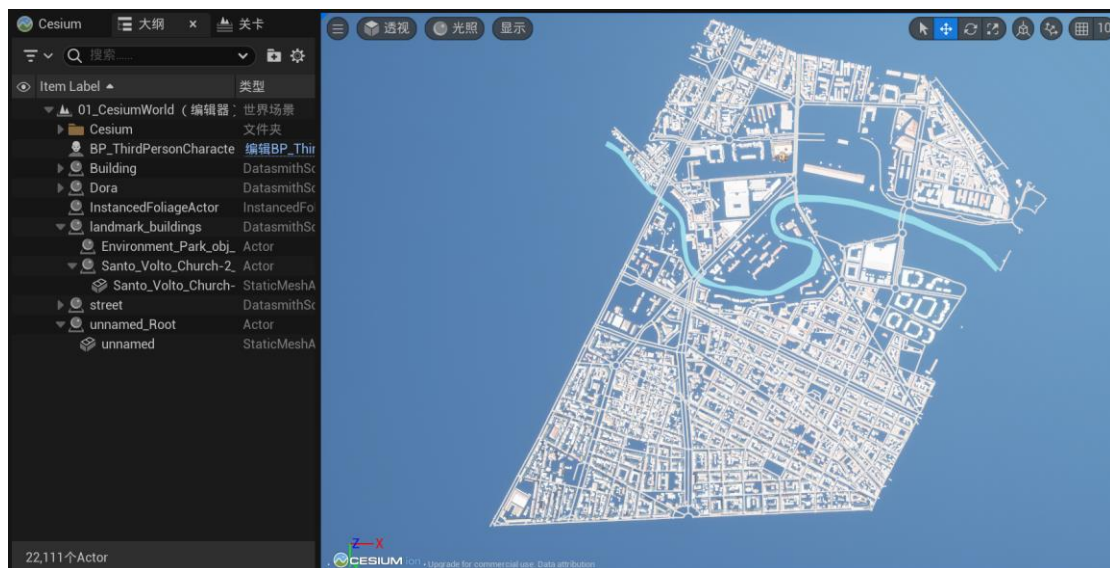 Cesium 大纲 × 关卡
搜索......
Item Label 类型
01_CesiumWorld（编辑器） 世界场景
Cesium 文件夹
BP_ThirdPersonCharacte 编辑BP_Thir
Building DatasmithSc
Dora DatasmithSc
InstancedFoliageActor InstancedFol
landmark_buildings DatasmithSc
Environment_Park_obj_ Actor
Santo_Volto_Church-2_ Actor
Santo_Volto_Church- StaticMeshA
street DatasmithSc
unnamed_Root Actor
unnamed StaticMeshA
22,111个Actor
透视 光照 显示 10
Z X
CESIUM ion Upgrade for commercial use. Data attribution